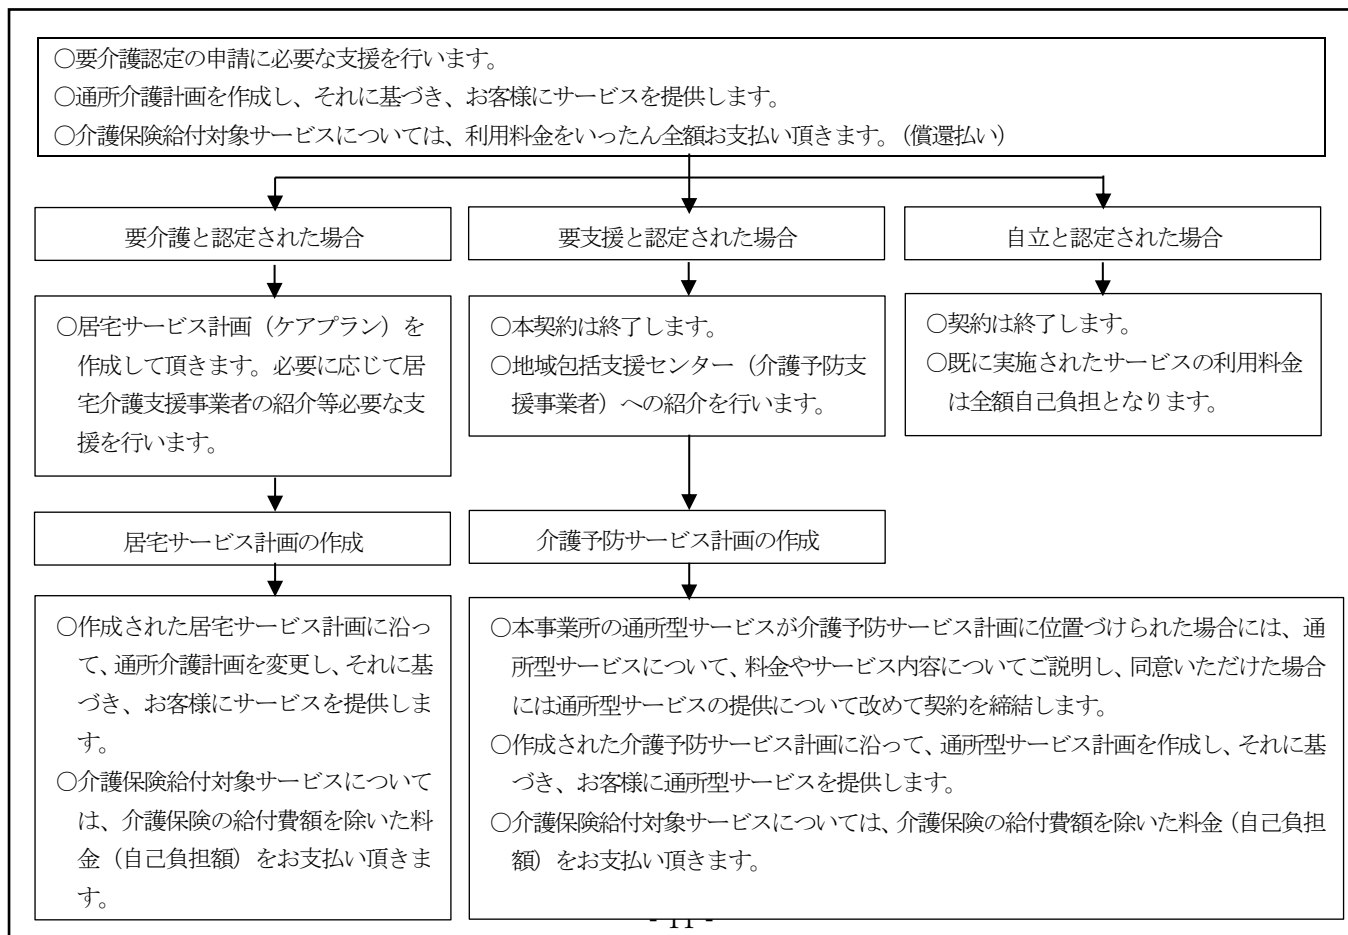 ○要介護認定の申請に必要な支援を行います。
○通所介護計画を作成し、それに基づき、お客様にサービスを提供します。
○介護保険給付対象サービスについては、利用料金をいったん全額お支払い頂きます。（償還払い）
要介護と認定された場合
要支援と認定された場合
自立と認定された場合
○居宅サービス計画（ケアプラン）を
作成して頂きます。必要に応じて居
宅介護支援事業者の紹介等必要な支
援を行います。
○本契約は終了します。
○地域包括支援センター（介護予防支
援事業者）への紹介を行います。
○契約は終了します。
○既に実施されたサービスの利用料金
は全額自己負担となります。
居宅サービス計画の作成
介護予防サービス計画の作成
○作成された居宅サービス計画に沿っ
て、通所介護計画を変更し、それに基
づき、お客様にサービスを提供しま
す。
○介護保険給付対象サービスについて
は、介護保険の給付費額を除いた料
金（自己負担額）をお支払い頂きま
す。
○本事業所の通所型サービスが介護予防サービス計画に位置づけられた場合には、通
所型サービスについて、料金やサービス内容についてご説明し、同意いただけた場合
には通所型サービスの提供について改めて契約を締結します。
○作成された介護予防サービス計画に沿って、通所型サービス計画を作成し、それに基
づき、お客様に通所型サービスを提供します。
○介護保険給付対象サービスについては、介護保険の給付費額を除いた料金（自己負担
額）をお支払い頂きます。
- 11 -